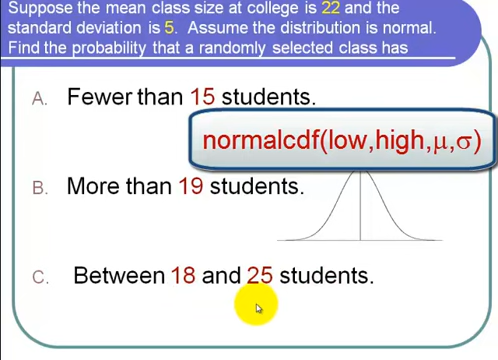 Suppose the mean class size at college is 22 and the
standard deviation is 5. Assume the distribution is normal.
Find the probability that a randomly selected class has
A. Fewer than 15 students.
normalcdf(low,high,μ,σ)
B. More than 19 students.
C. Between 18 and 25 students.